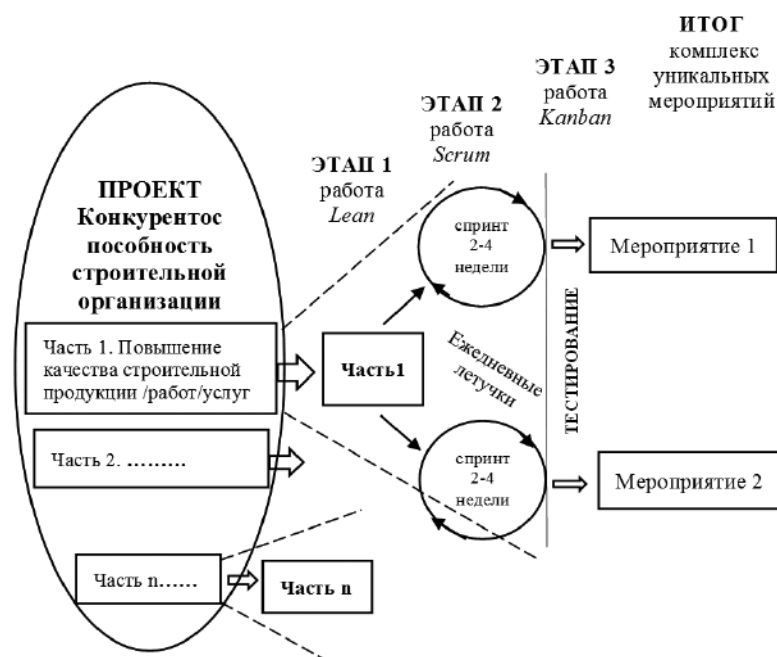 ИТОГ
комплекс
уникальных
мероприятий
ЭТАП 3
работа
Kanban
ЭТАП 2
работа
Scrum
ЭТАП 1
работа
Lean
ПРОЕКТ
Конкурентос
пособность
строительной
организации
спринт
2-4
недели
Мероприятие 1
Часть 1. Повышение
качества строительной
продукции /работ/услуг
Часть1
Ежедневные
летучки
ТЕСТИРОВАНИЕ
Часть 2. .........
спринт
2-4
недели
Мероприятие 2
Часть n......
Часть n